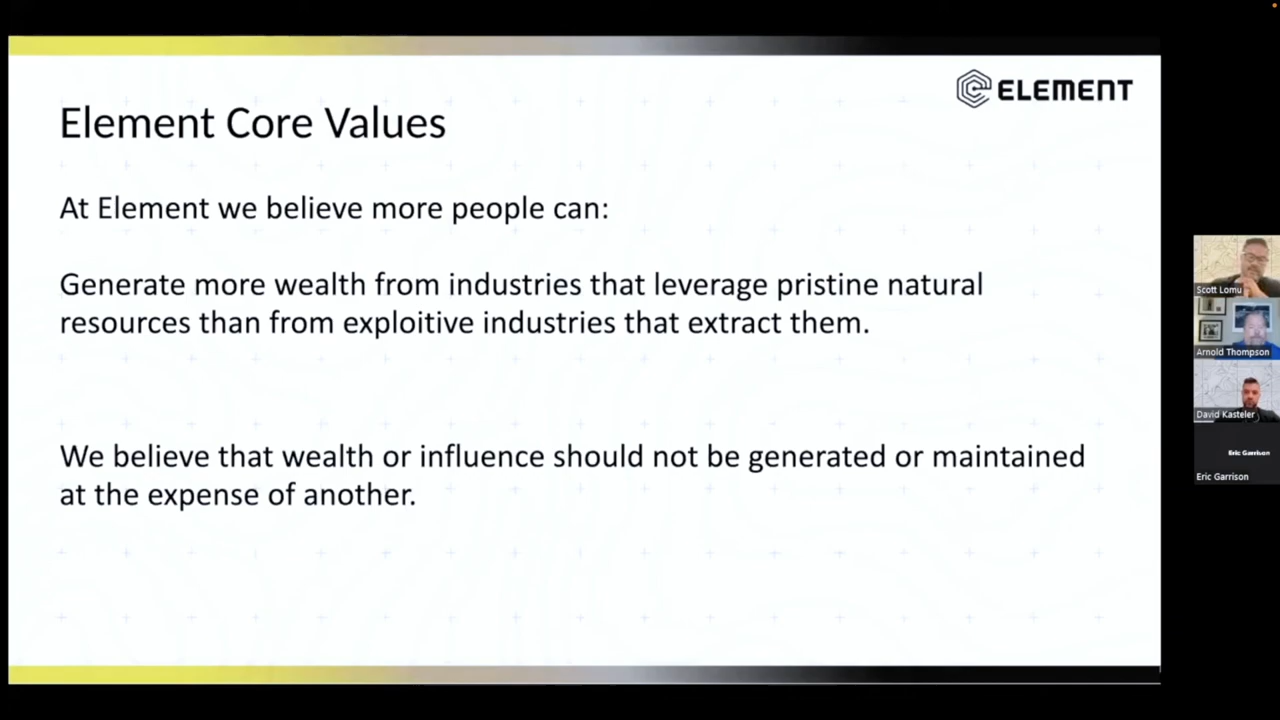 ELEMENT
Element Core Values
At Element we believe more people can:
Generate more wealth from industries that leverage pristine natural
resources than from exploitive industries that extract them.
We believe that wealth or influence should not be generated or maintained
at the expense of another.
Scott Lomu
Arnold Thompson
David Kasteler
Eric Garrison
Eric Garrison